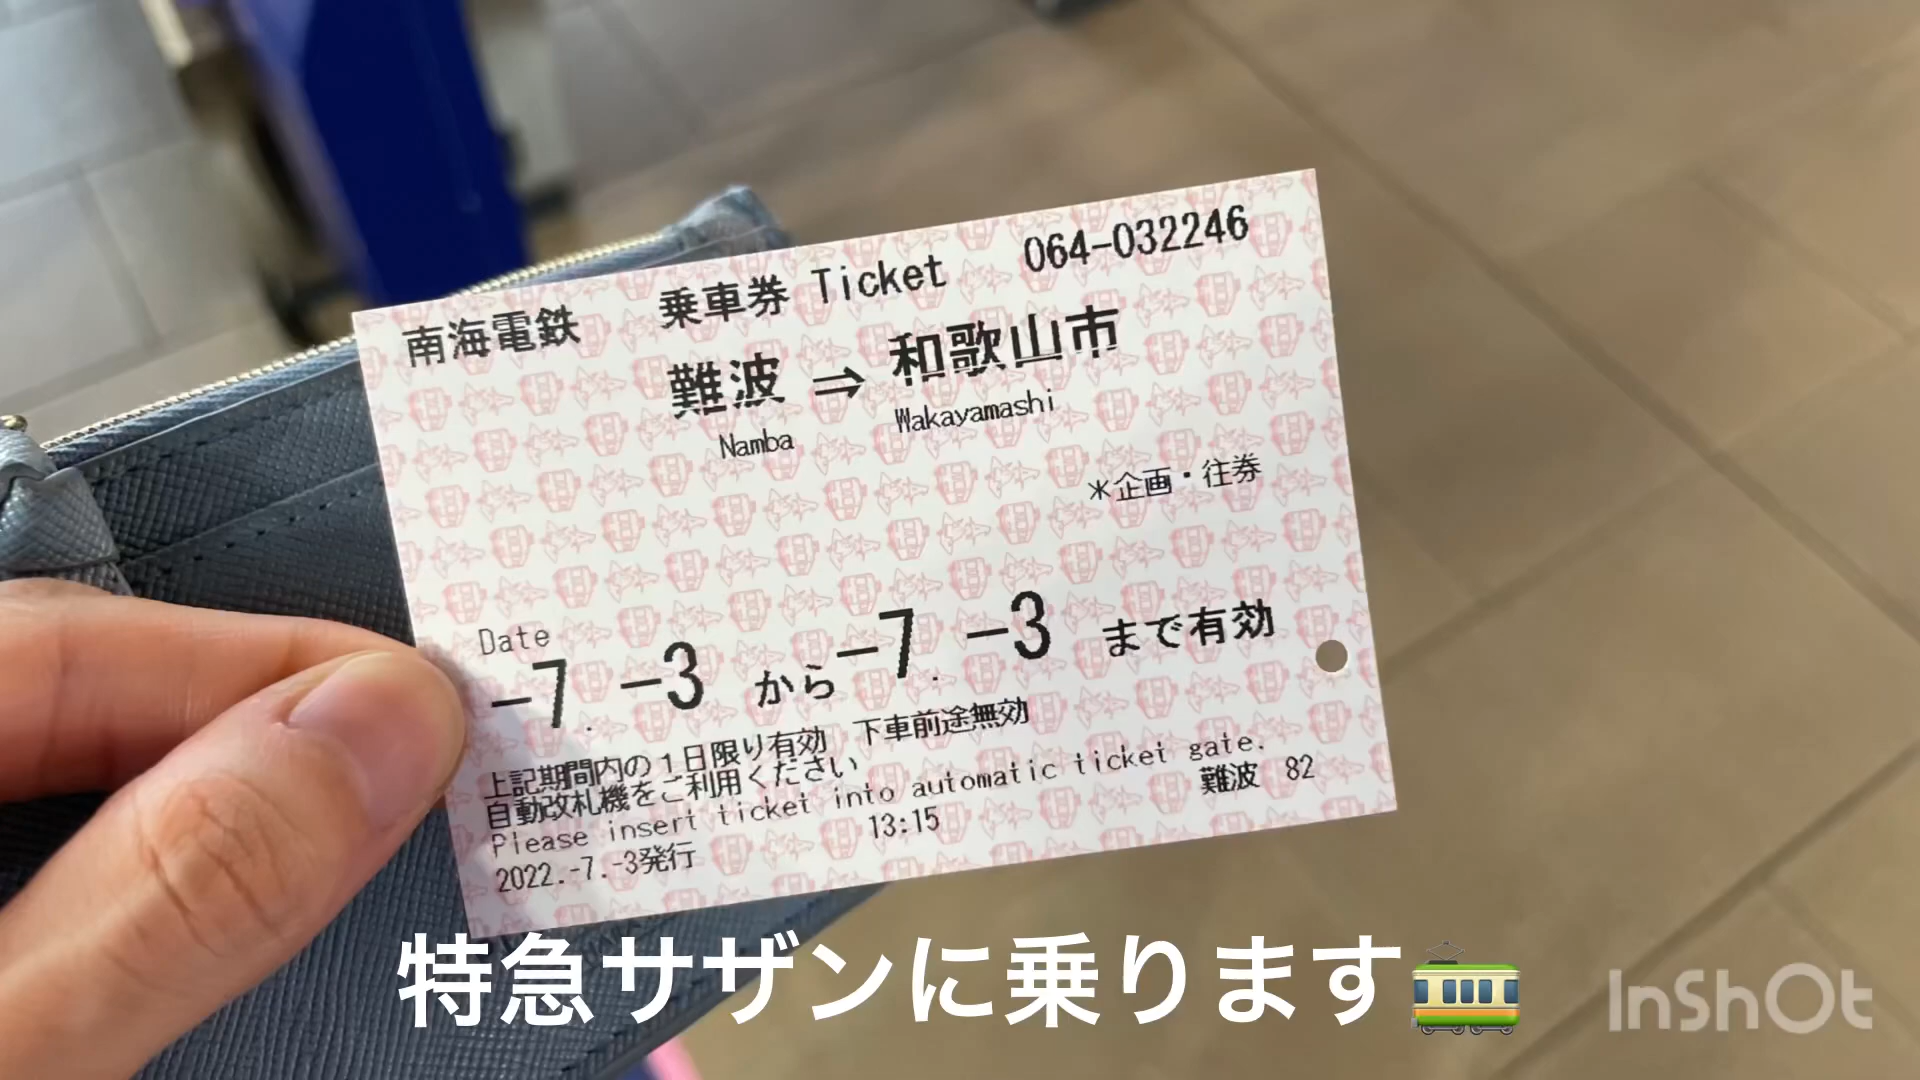 南海電鉄 乗車券 Ticket 064-032246
難波 ⇒ 和歌山市
Namba Wakayamashi
*企画・往券
Date
-7. -3 から -7. -3 まで有効
上記期間内の1日限り有効 下車前途無効
自動改札機をご利用ください
Please insert ticket into automatic ticket gate.
2022.-7.-3発行 13:15 難波 82
特急サザンに乗ります🚃
InShOt